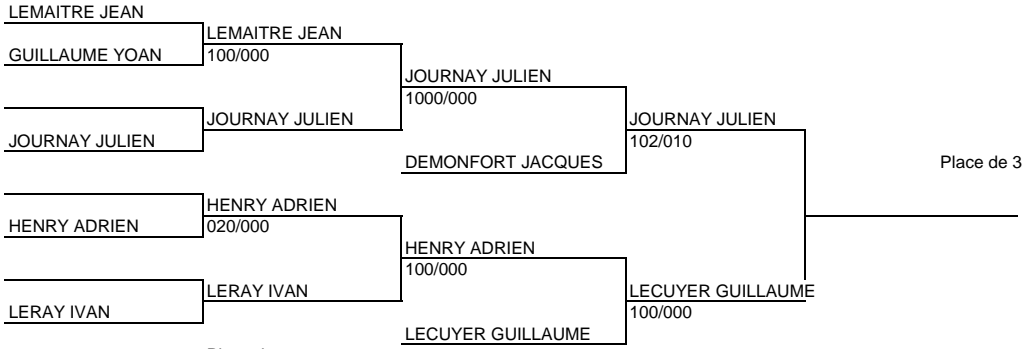 LEMAITRE JEAN
LEMAITRE JEAN
GUILLAUME YOAN
100/000
JOURNAY JULIEN
1000/000
JOURNAY JULIEN
JOURNAY JULIEN
JOURNAY JULIEN
102/010
DEMONFORT JACQUES
Place de 3
HENRY ADRIEN
HENRY ADRIEN
020/000
HENRY ADRIEN
100/000
LERAY IVAN
LECUYER GUILLAUME
LERAY IVAN
100/000
LECUYER GUILLAUME